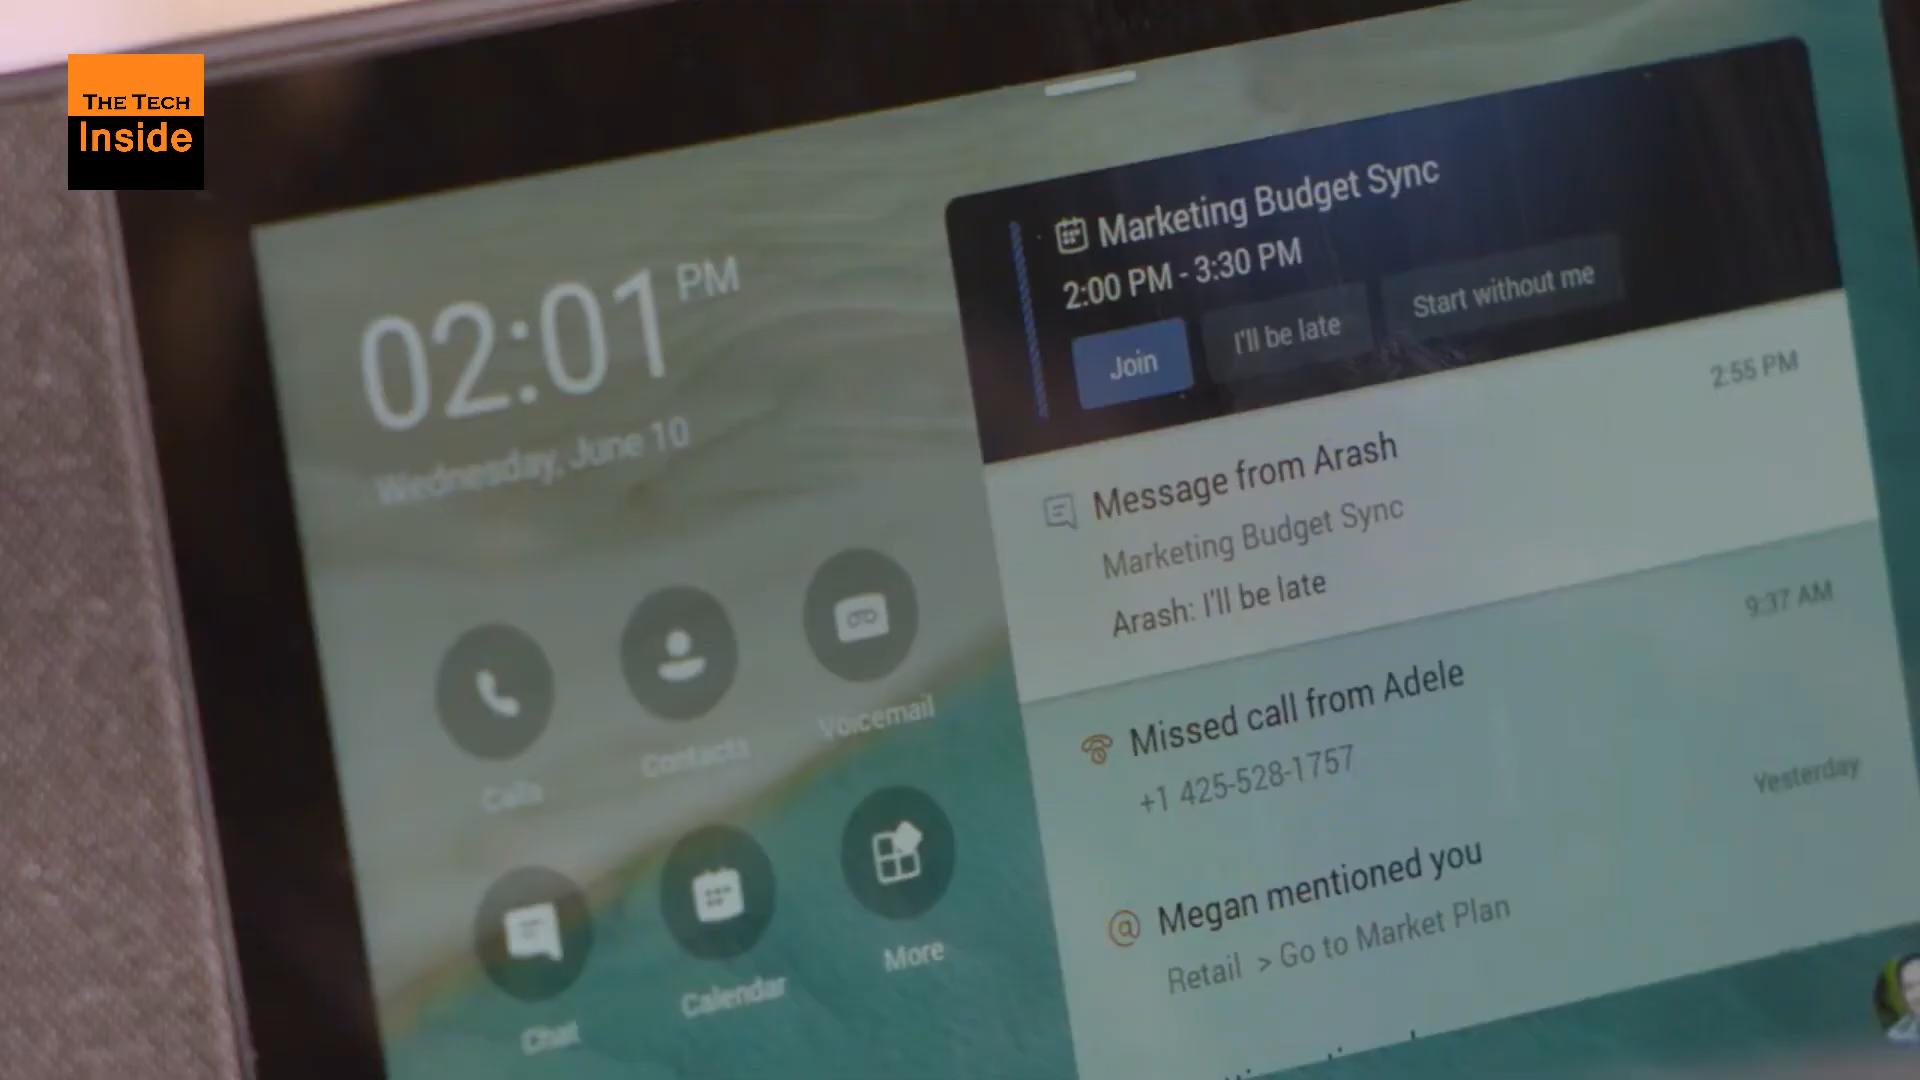 THE TECH
Inside
02:01 PM
Wednesday, June 10
Calls
Contacts
Voicemail
Chat
Calendar
More
Marketing Budget Sync
2:00 PM - 3:30 PM
Join
I'll be late
Start without me
2:55 PM
Message from Arash
Marketing Budget Sync
Arash: I'll be late
9:37 AM
Missed call from Adele
+1 425-528-1757
Yesterday
Megan mentioned you
Retail > Go to Market Plan